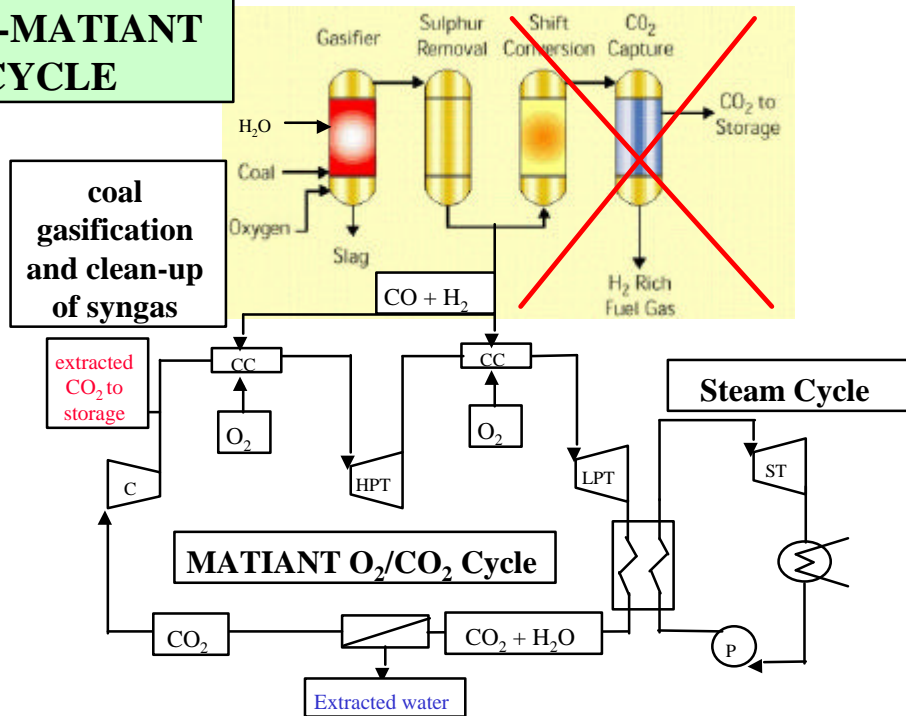 -MATIANT
CYCLE
Gasifier
Sulphur
Removal
Shift
Conversion
CO₂
Capture
H₂O
Coal
Oxygen
Slag
CO₂ to
Storage
H₂ Rich
Fuel Gas
coal
gasification
and clean-up
of syngas
CO + H₂
extracted
CO₂ to
storage
CC
CC
O₂
O₂
Steam Cycle
C
HPT
LPT
ST
MATIANT O₂/CO₂ Cycle
CO₂
CO₂ + H₂O
P
Extracted water